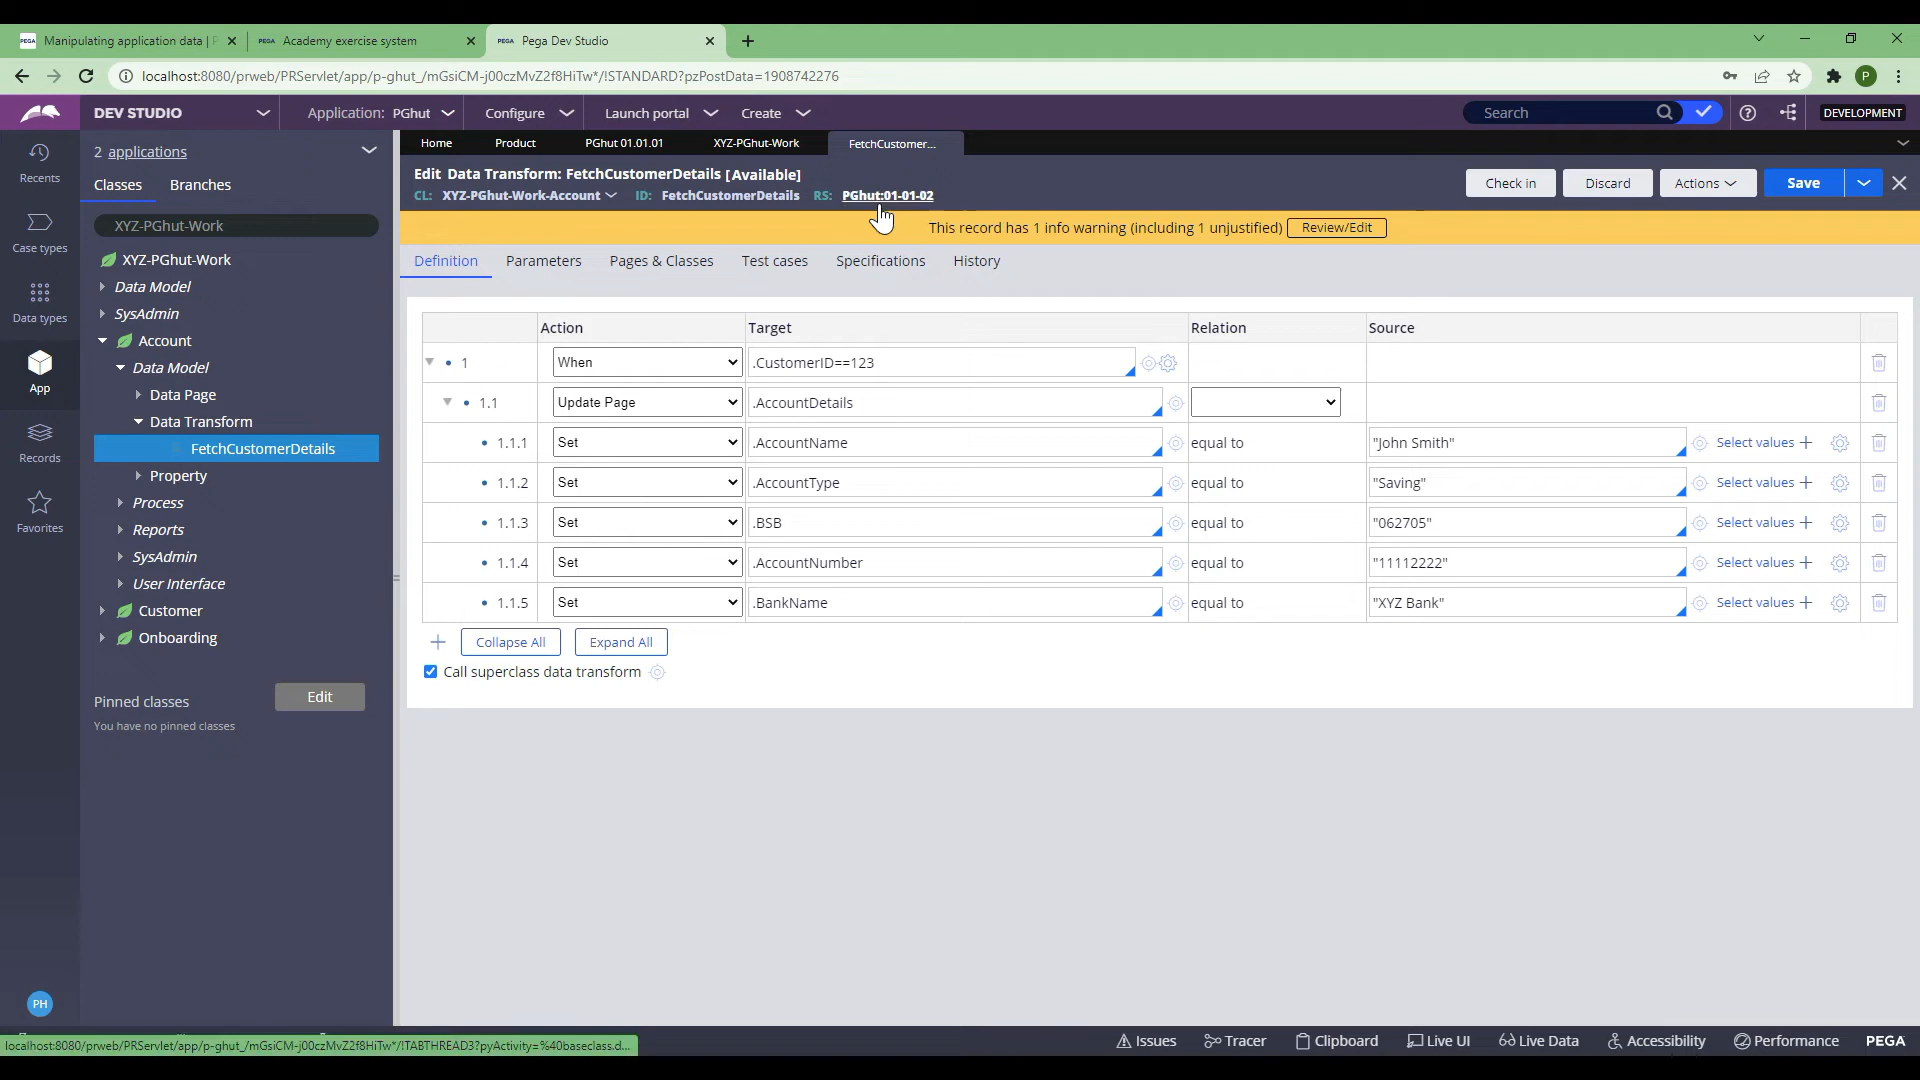 Manipulating application data |
Academy exercise system
Pega Dev Studio
localhost:8080/prweb/PRServlet/app/p-ghut_/mGsiCM-j00czMvZ2f8HiTw*/!STANDARD?pzPostData=1908742276
P
DEV STUDIO
Application: PGhut
Configure
Launch portal
Create
Search
DEVELOPMENT
Recents
Case types
Data types
App
Records
Favorites
PH
2 applications
Classes
Branches
XYZ-PGhut-Work
XYZ-PGhut-Work
Data Model
SysAdmin
Account
Data Model
Data Page
Data Transform
FetchCustomerDetails
Property
Process
Reports
SysAdmin
User Interface
Customer
Onboarding
Pinned classes
Edit
You have no pinned classes
Home
Product
PGhut 01.01.01
XYZ-PGhut-Work
FetchCustomer...
Edit Data Transform: FetchCustomerDetails [Available]
CL: XYZ-PGhut-Work-Account ID: FetchCustomerDetails RS: PGhut:01-01-02
Check in
Discard
Actions
Save
This record has 1 info warning (including 1 unjustified) Review/Edit
Definition
Parameters
Pages & Classes
Test cases
Specifications
History
Action Target Relation Source
1 When .CustomerID==123
1.1 Update Page .AccountDetails
1.1.1 Set .AccountName equal to "John Smith" Select values
1.1.2 Set .AccountType equal to "Saving" Select values
1.1.3 Set .BSB equal to "062705" Select values
1.1.4 Set .AccountNumber equal to "11112222" Select values
1.1.5 Set .BankName equal to "XYZ Bank" Select values
Collapse All
Expand All
Call superclass data transform
localhost:8080/prweb/PRServlet/app/p-ghut_/mGsiCM-j00czMvZ2f8HiTw*/!TABTHREAD3?pyActivity=%40baseclass.d...
Issues
Tracer
Clipboard
Live UI
Live Data
Accessibility
Performance
PEGA